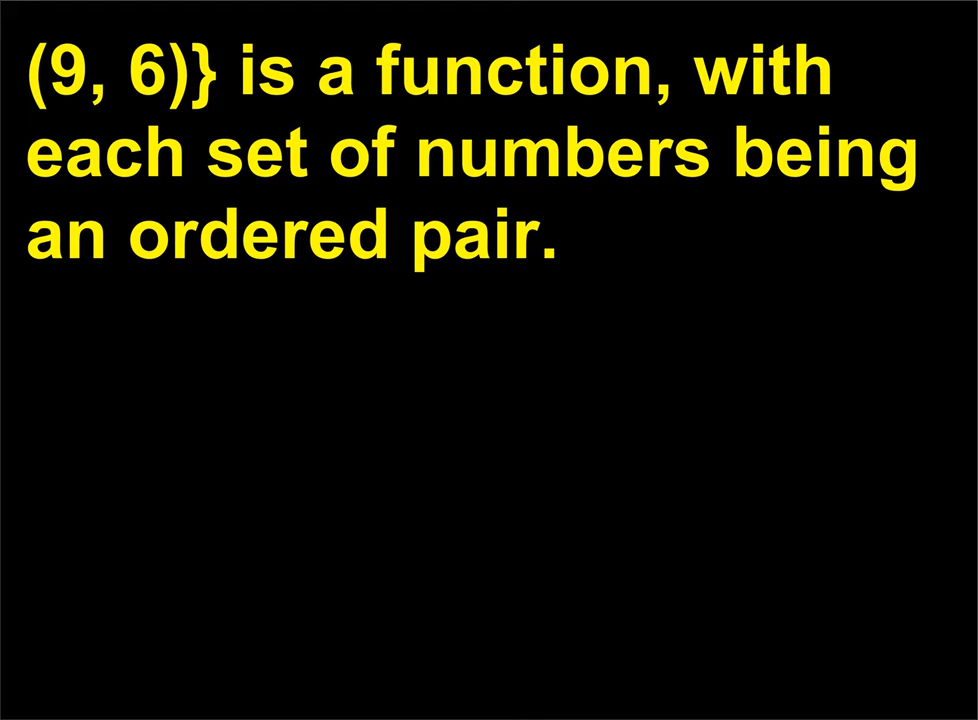 (9, 6)} is a function, with
each set of numbers being
an ordered pair.